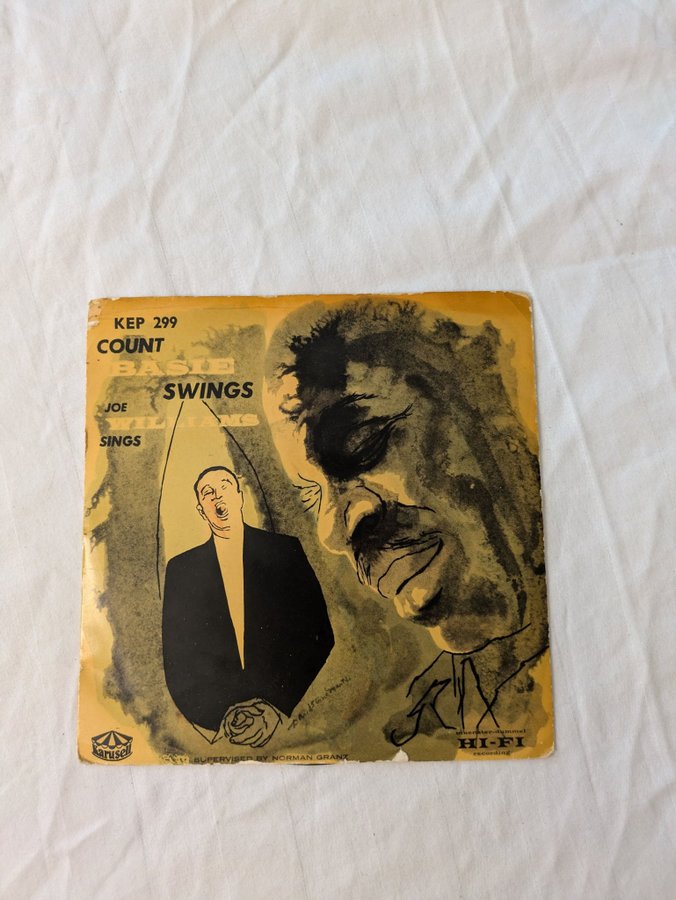 KEP 299
COUNT
BASIE
SWINGS
JOE
WILLIAMS
SINGS
Karusell
SUPERVISED BY NORMAN GRANZ
HI-FI
recording